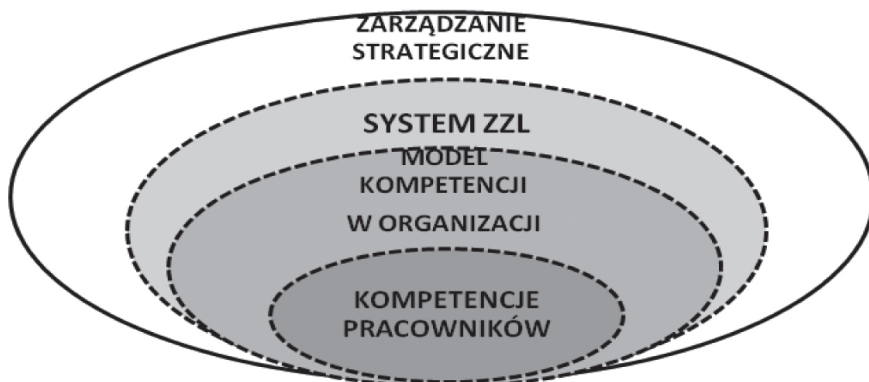 ZARZĄDZANIE
STRATEGICZNE
SYSTEM ZZL
MODEL
KOMPETENCJI
W ORGANIZACJI
KOMPETENCJE
PRACOWNIKÓW